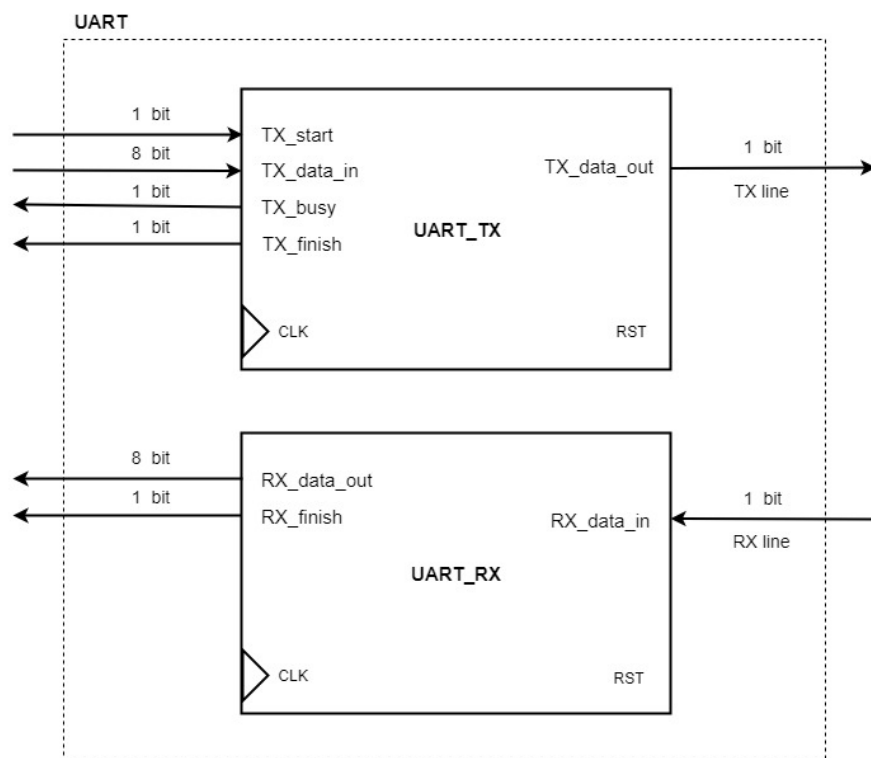 UART
1 bit
TX_start
8 bit
TX_data_in
1 bit
TX_busy
1 bit
TX_finish
TX_data_out
1 bit
TX line
UART_TX
CLK
RST
8 bit
RX_data_out
1 bit
RX_finish
RX_data_in
1 bit
RX line
UART_RX
CLK
RST